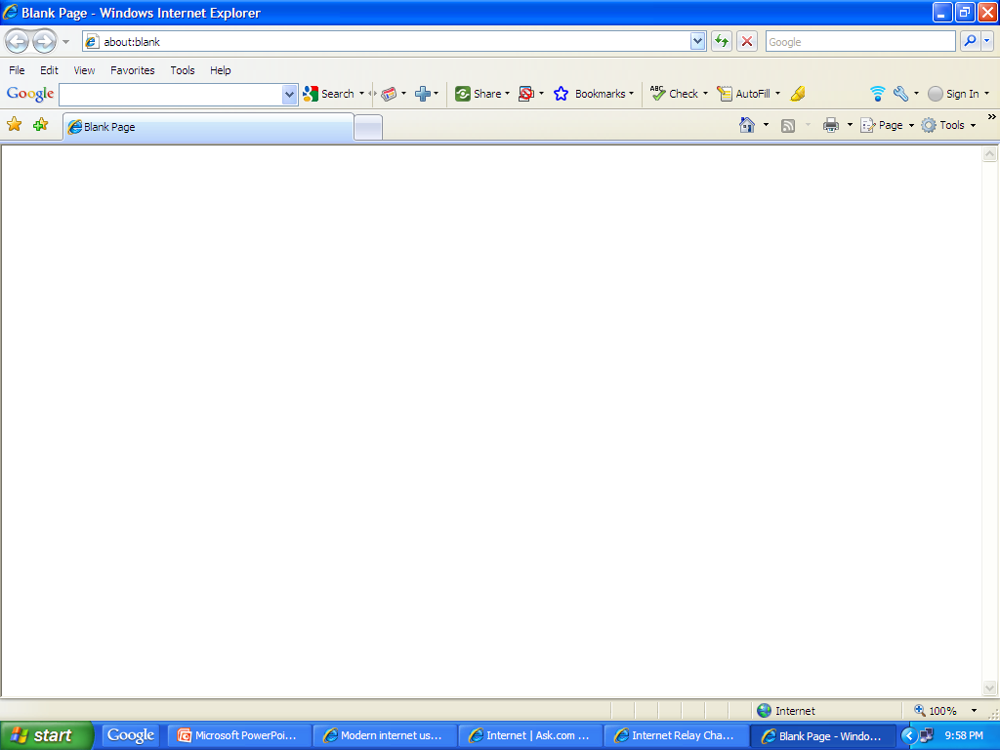 Blank Page - Windows Internet Explorer
about:blank
Google
File Edit View Favorites Tools Help
Google Search Share Bookmarks ABC Check AutoFill Sign In
Blank Page Page Tools »
Internet 100%
start Google Microsoft PowerPoi... Modern internet us... Internet | Ask.com ... Internet Relay Cha... Blank Page - Windo... 9:58 PM